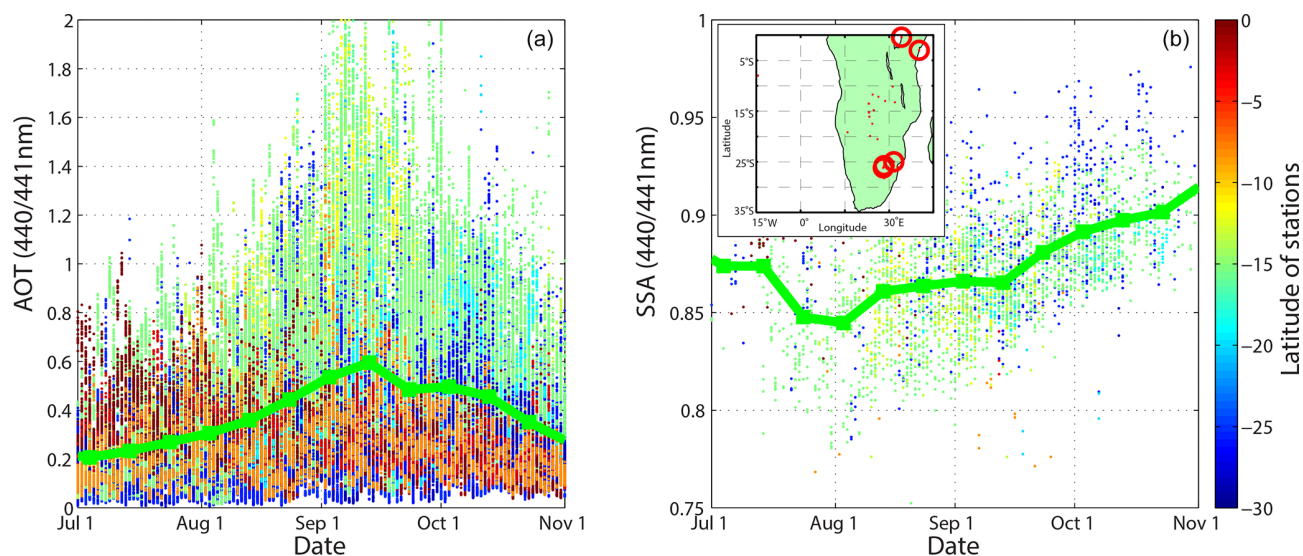 (a)
AOT (440/441nm)
2
1.8
1.6
1.4
1.2
1
0.8
0.6
0.4
0.2
0
Jul 1 Aug 1 Sep 1 Oct 1 Nov 1
Date
(b)
SSA (440/441nm)
1
0.95
0.9
0.85
0.8
0.75
Jul 1 Aug 1 Sep 1 Oct 1 Nov 1
Date
Latitude
5°S
15°S
25°S
35°S
15°W 0° 15°E 30°E
Longitude
0
−5
−10
−15
−20
−25
−30
Latitude of stations